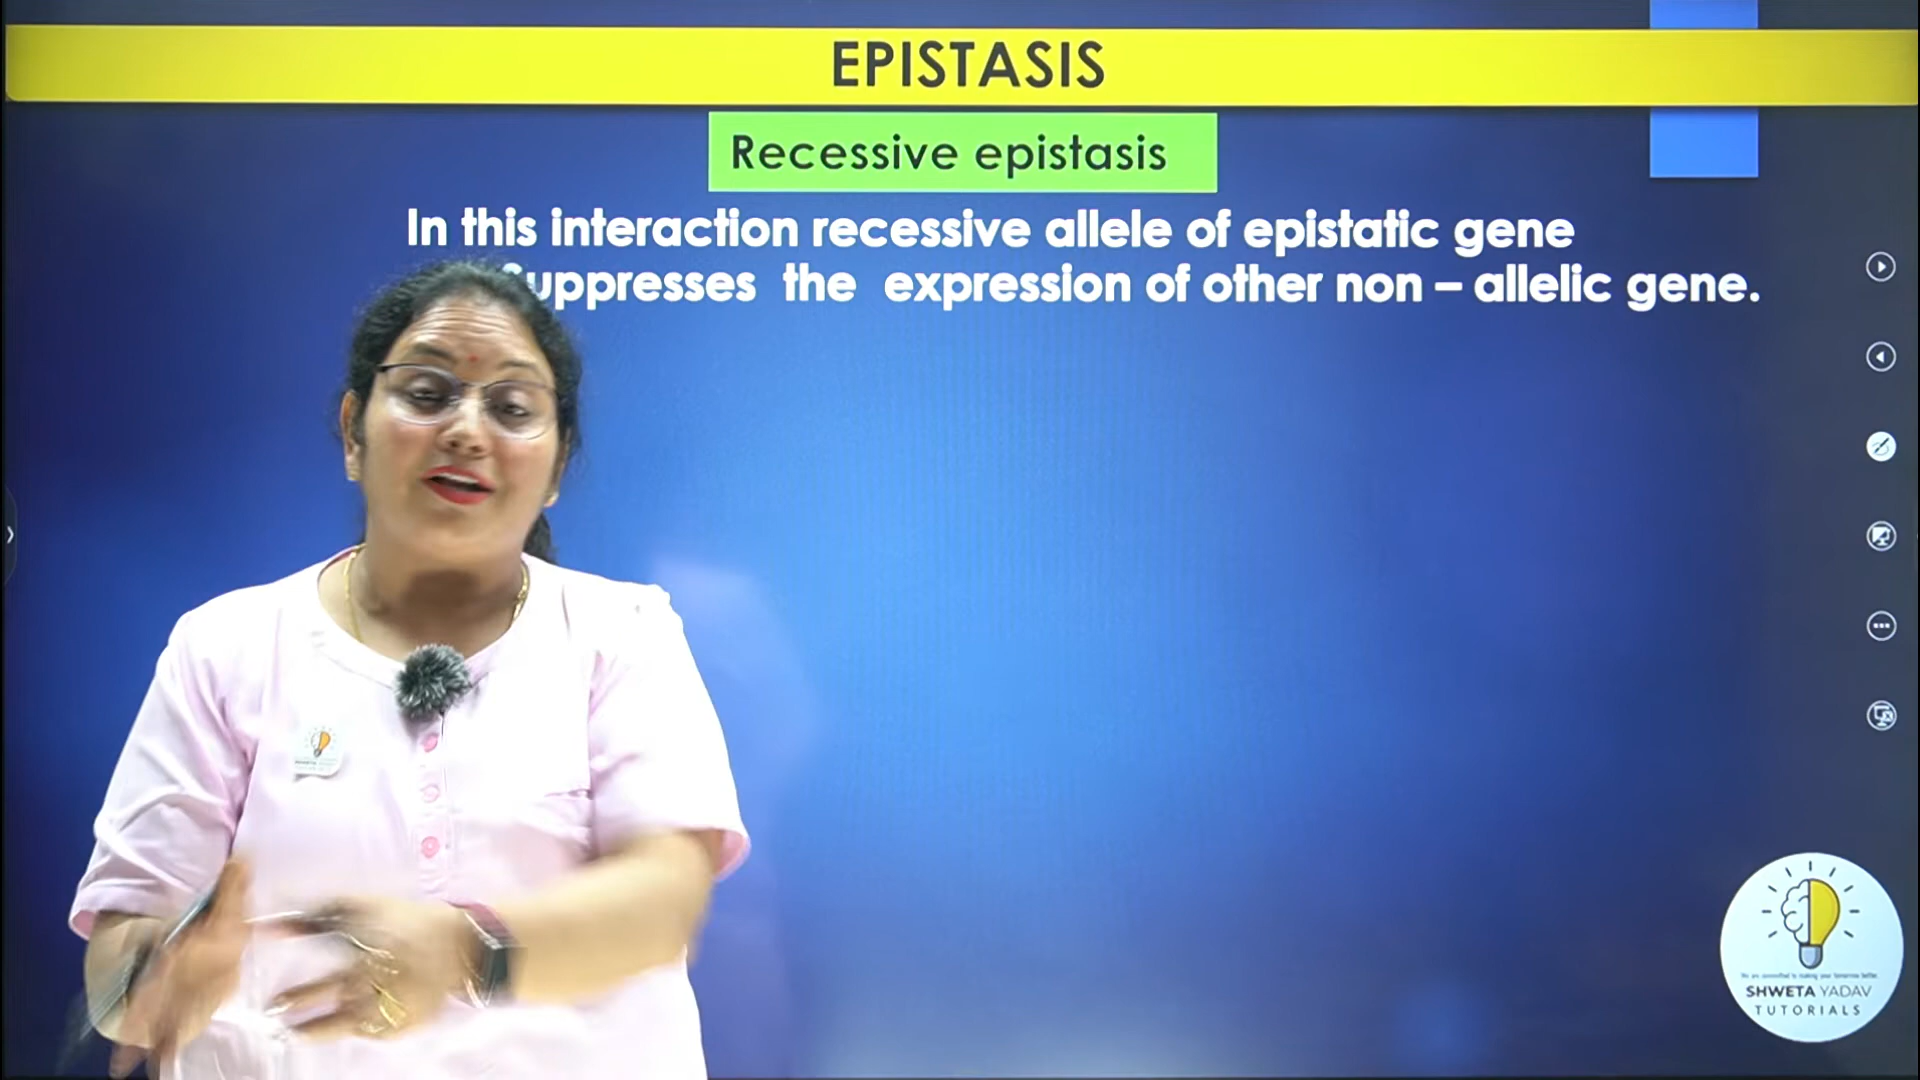 EPISTASIS
Recessive epistasis
In this interaction recessive allele of epistatic gene
Suppresses the expression of other non – allelic gene.
SHWETA YADAV
TUTORIALS